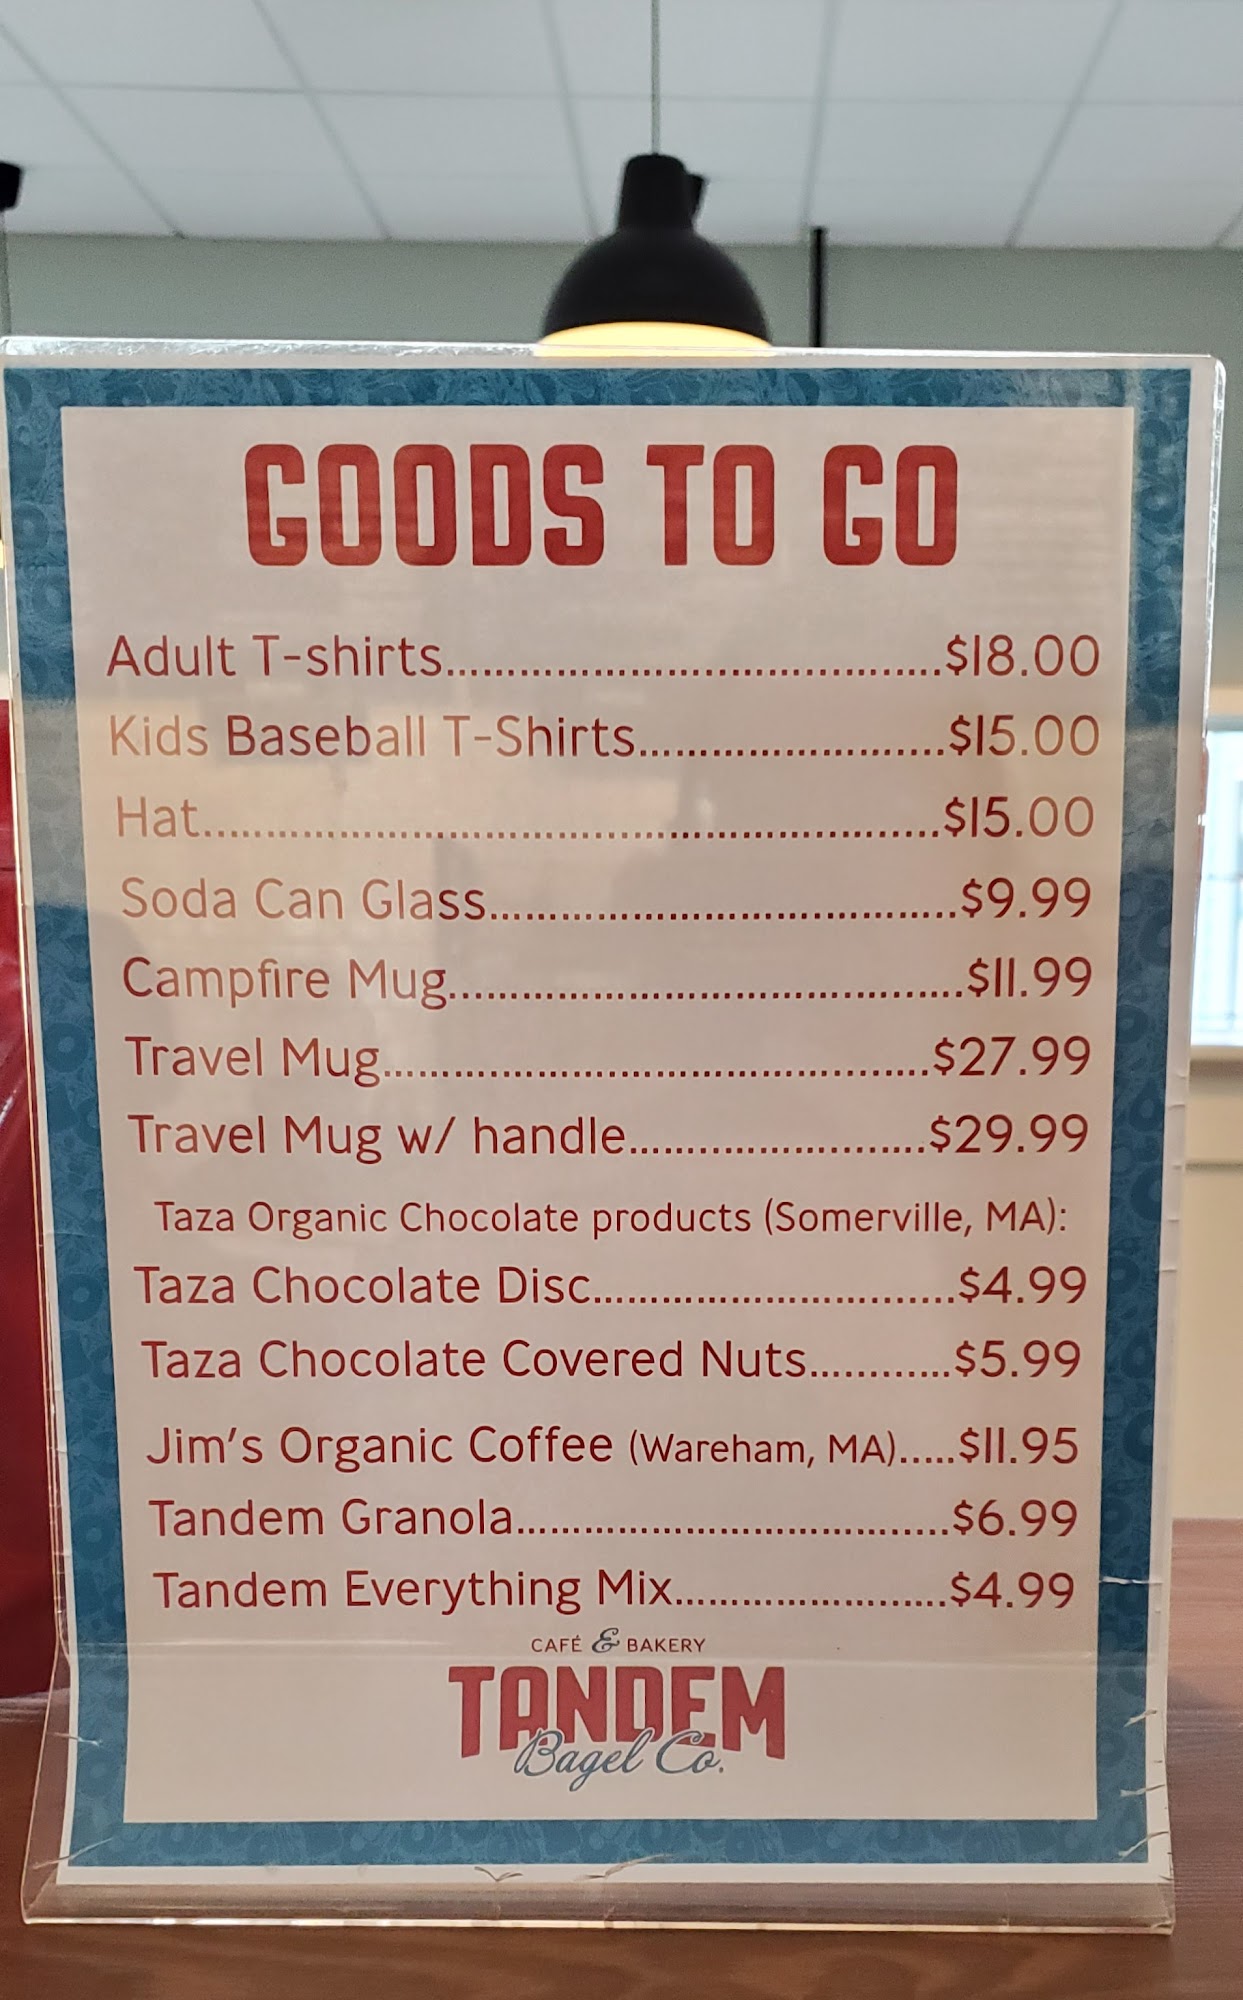 GOODS TO GO
Adult T-shirts.......................................$18.00
Kids Baseball T-Shirts........................$15.00
Hat..........................................................$15.00
Soda Can Glass.....................................$9.99
Campfire Mug.........................................$11.99
Travel Mug...........................................$27.99
Travel Mug w/ handle.......................$29.99
Taza Organic Chocolate products (Somerville, MA):
Taza Chocolate Disc............................$4.99
Taza Chocolate Covered Nuts...........$5.99
Jim's Organic Coffee (Wareham, MA).....$11.95
Tandem Granola..................................$6.99
Tandem Everything Mix.....................$4.99
CAFÉ & BAKERY
TANDEM
Bagel Co.